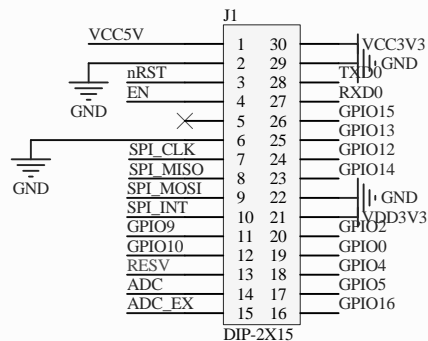 J1
VCC5V 1 30 VCC3V3
2 29 GND
GND
nRST 3 28 TXD0
EN 4 27 RXD0
5 26 GPIO15
6 25 GPIO13
GND
SPI_CLK 7 24 GPIO12
SPI_MISO 8 23 GPIO14
SPI_MOSI 9 22 GND
SPI_INT 10 21 VDD3V3
GPIO9 11 20 GPIO2
GPIO10 12 19 GPIO0
RESV 13 18 GPIO4
ADC 14 17 GPIO5
ADC_EX 15 16 GPIO16
DIP-2X15